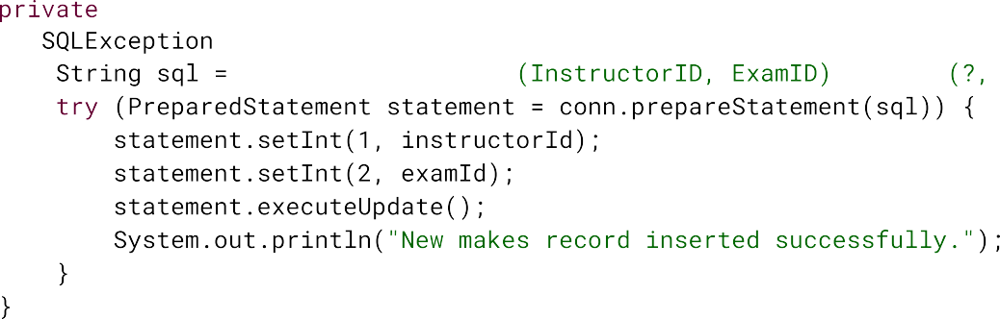 private
SQLException
String sql = (InstructorID, ExamID) (?,
try (PreparedStatement statement = conn.prepareStatement(sql)) {
statement.setInt(1, instructorId);
statement.setInt(2, examId);
statement.executeUpdate();
System.out.println("New makes record inserted successfully.");
}
}